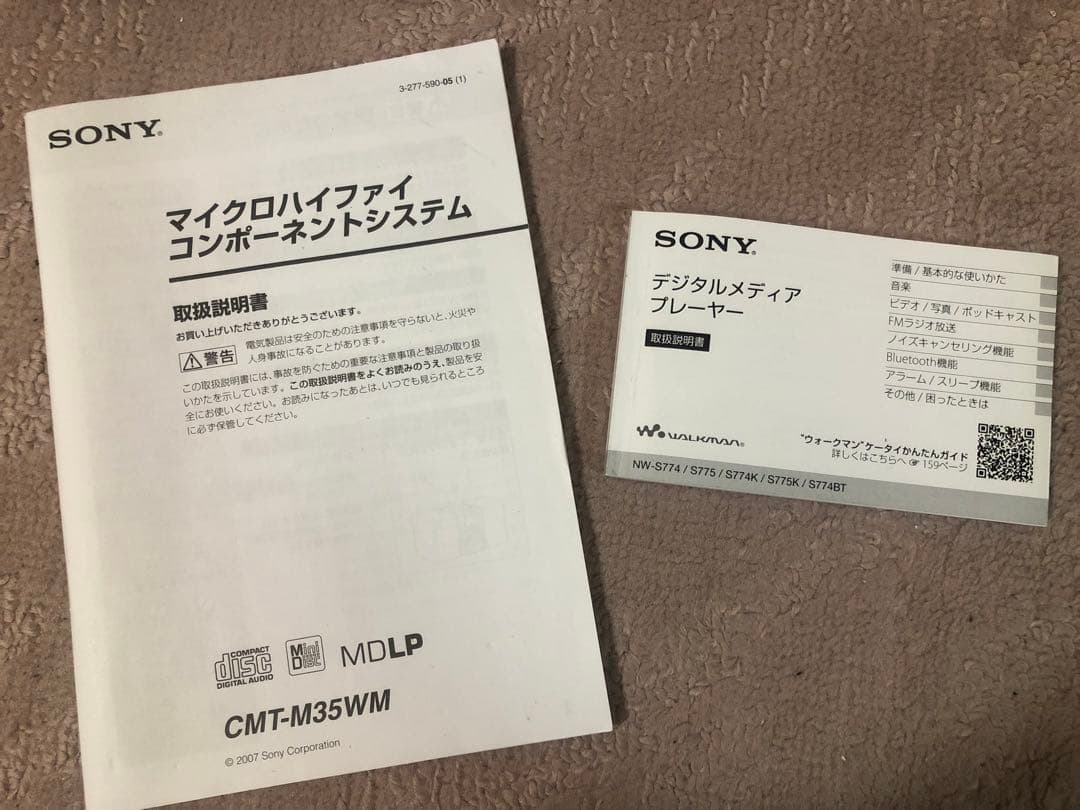 3-277-590-05 (1)
SONY®
マイクロハイファイ
コンポーネントシステム
取扱説明書
お買い上げいただきありがとうございます。
警告
電気製品は安全のための注意事項を守らないと、火災や
人身事故になることがあります。
この取扱説明書には、事故を防ぐための重要な注意事項と製品の取り扱
いかたを示しています。この取扱説明書をよくお読みのうえ、製品を安
全にお使いください。お読みになったあとは、いつでも見られるところ
に必ず保管してください。
COMPACT
disc
DIGITAL AUDIO
Mini
Disc
MDLP
CMT-M35WM
© 2007 Sony Corporation
SONY®
デジタルメディア
プレーヤー
取扱説明書
準備 / 基本的な使いかた
音楽
ビデオ / 写真 / ポッドキャスト
FMラジオ放送
ノイズキャンセリング機能
Bluetooth機能
アラーム / スリープ機能
その他 / 困ったときは
WALKMAN®
"ウォークマン"ケータイかんたんガイド
詳しくはこちらへ☞159ページ
NW-S774 / S775 / S774K / S775K / S774BT